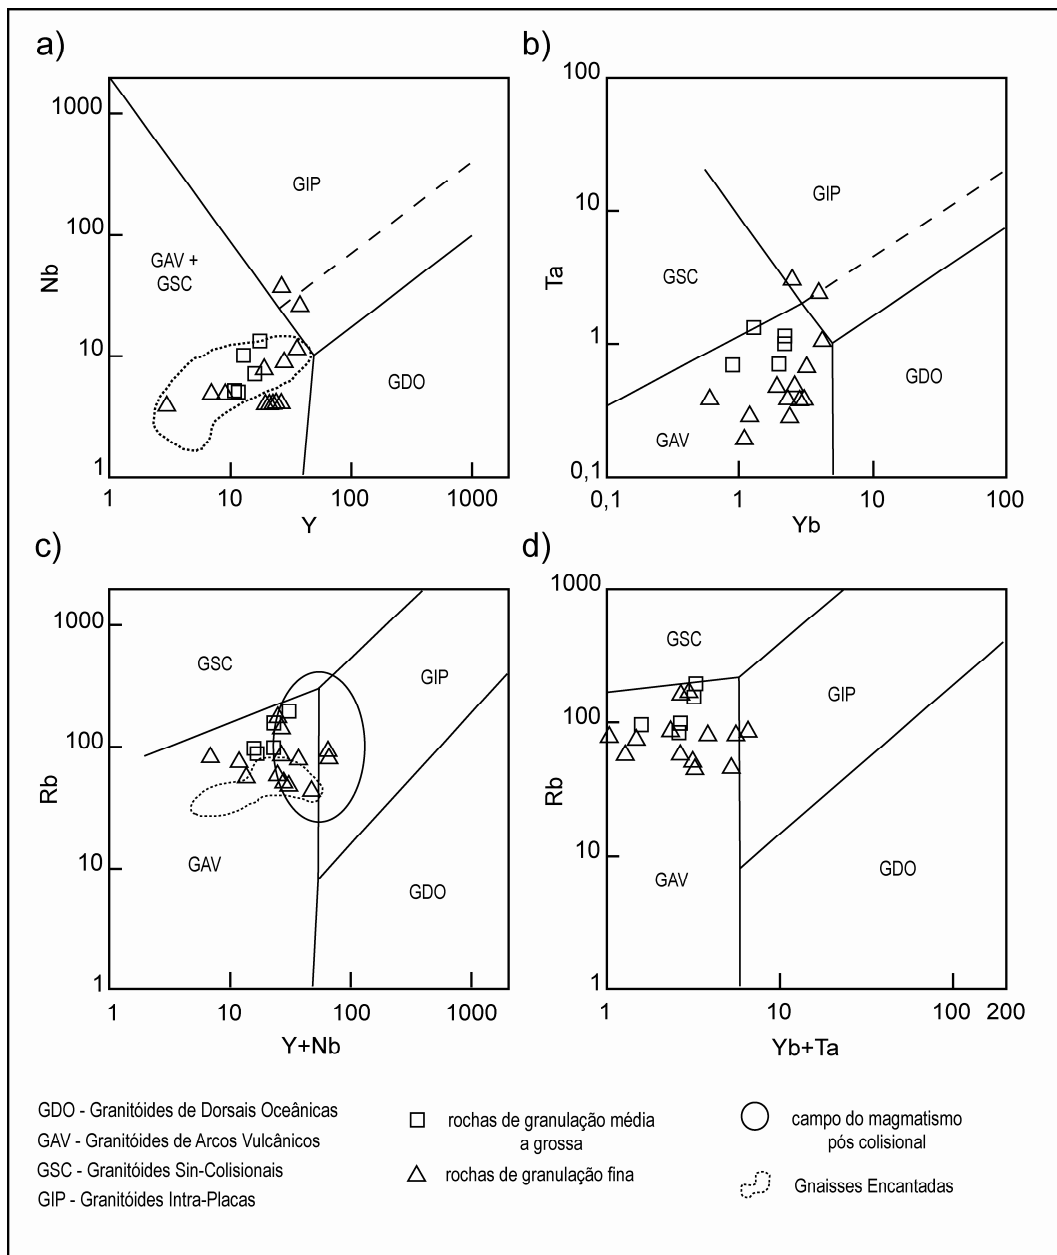 a)
1000
100
10
1
Nb
GIP
GAV +
GSC
GDO
1
10
100
1000
Y
b)
100
10
1
0,1
Ta
GIP
GSC
GDO
GAV
0,1
1
10
100
Yb
c)
1000
100
10
1
Rb
GSC
GIP
GAV
GDO
1
10
100
1000
Y+Nb
d)
1000
100
10
1
Rb
GSC
GIP
GAV
GDO
1
10
100
200
Yb+Ta
GDO - Granitóides de Dorsais Oceânicas
GAV - Granitóides de Arcos Vulcânicos
GSC - Granitóides Sin-Colisionais
GIP - Granitóides Intra-Placas
rochas de granulação média
a grossa
rochas de granulação fina
campo do magmatismo
pós colisional
Gnaisses Encantadas